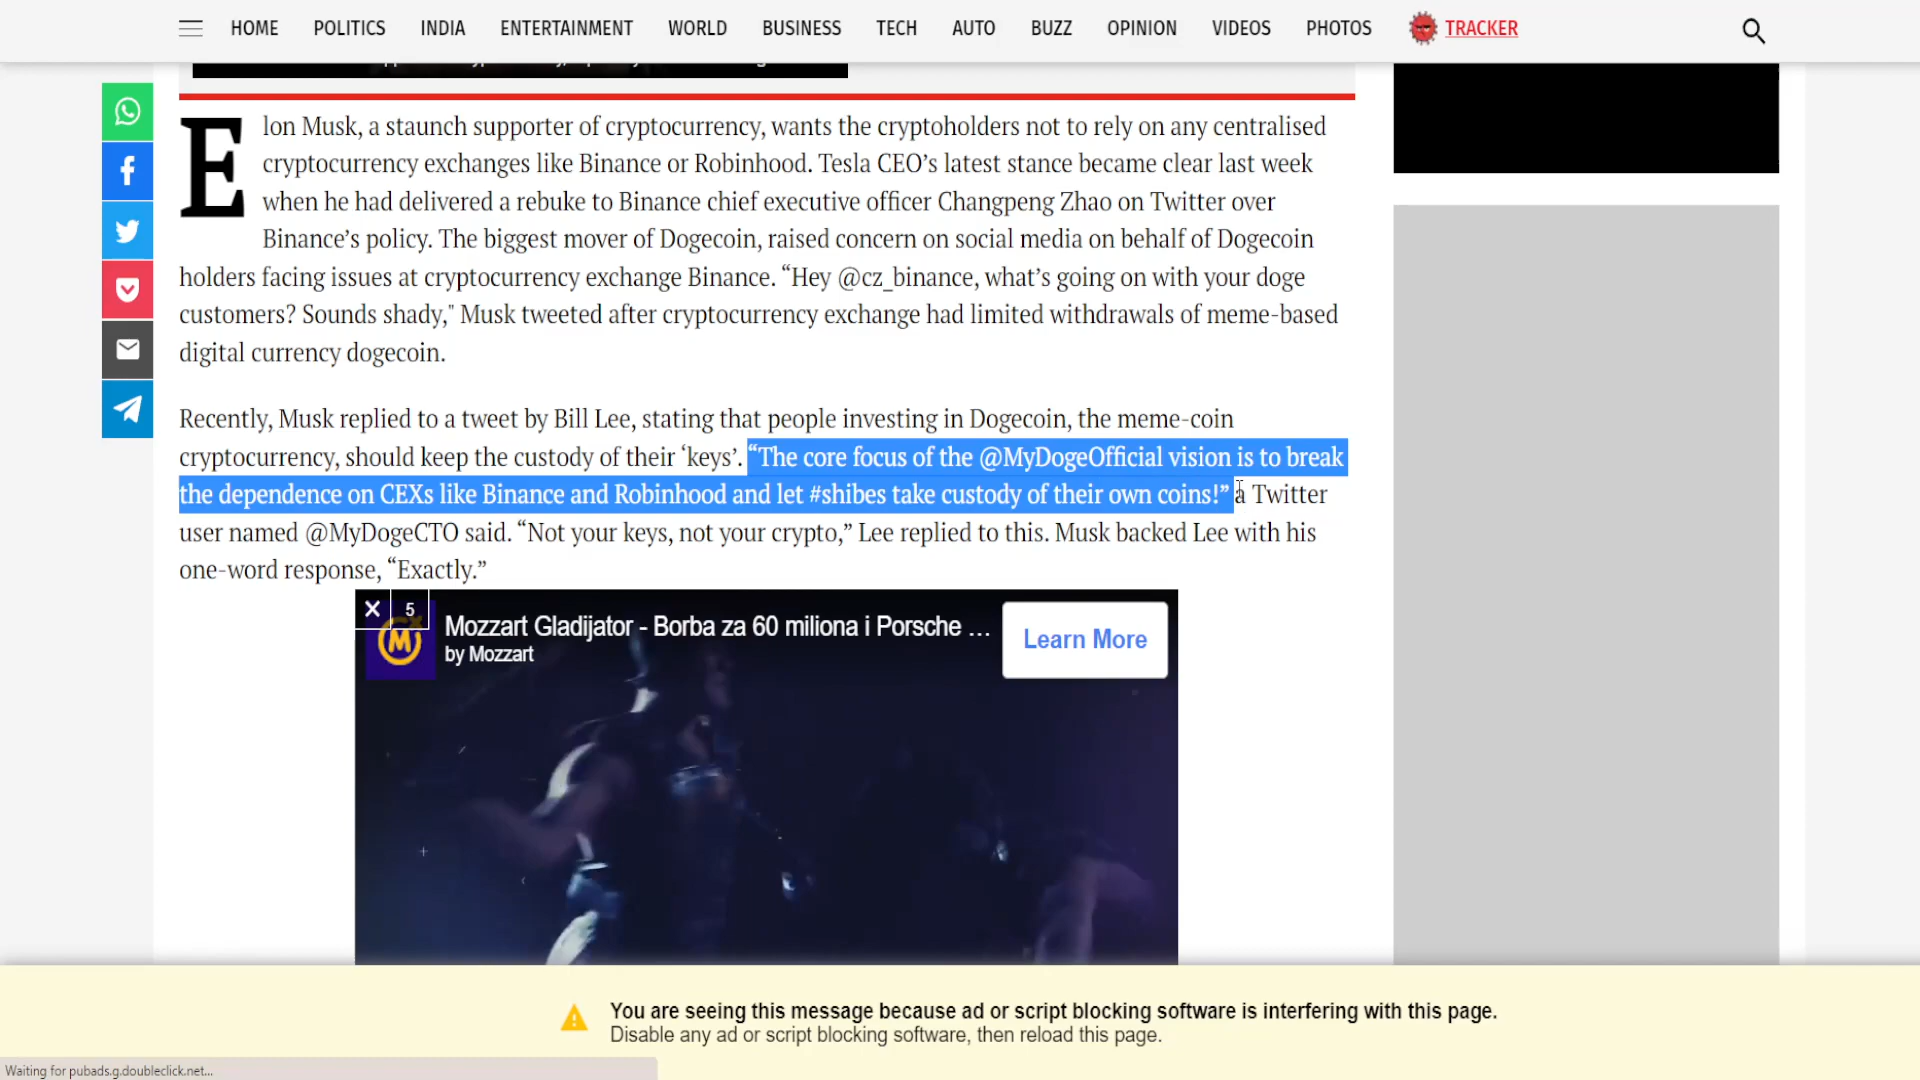 HOME POLITICS INDIA ENTERTAINMENT WORLD BUSINESS TECH AUTO BUZZ OPINION VIDEOS PHOTOS TRACKER
Elon Musk, a staunch supporter of cryptocurrency, wants the cryptoholders not to rely on any centralised
cryptocurrency exchanges like Binance or Robinhood. Tesla CEO’s latest stance became clear last week
when he had delivered a rebuke to Binance chief executive officer Changpeng Zhao on Twitter over
Binance’s policy. The biggest mover of Dogecoin, raised concern on social media on behalf of Dogecoin
holders facing issues at cryptocurrency exchange Binance. “Hey @cz_binance, what’s going on with your doge
customers? Sounds shady," Musk tweeted after cryptocurrency exchange had limited withdrawals of meme-based
digital currency dogecoin.
Recently, Musk replied to a tweet by Bill Lee, stating that people investing in Dogecoin, the meme-coin
cryptocurrency, should keep the custody of their ‘keys’. “The core focus of the @MyDogeOfficial vision is to break
the dependence on CEXs like Binance and Robinhood and let #shibes take custody of their own coins!” a Twitter
user named @MyDogeCTO said. “Not your keys, not your crypto,” Lee replied to this. Musk backed Lee with his
one-word response, “Exactly.”
5
Mozzart Gladijator - Borba za 60 miliona i Porsche ...
by Mozzart
Learn More
You are seeing this message because ad or script blocking software is interfering with this page.
Disable any ad or script blocking software, then reload this page.
Waiting for pubads.g.doubleclick.net...